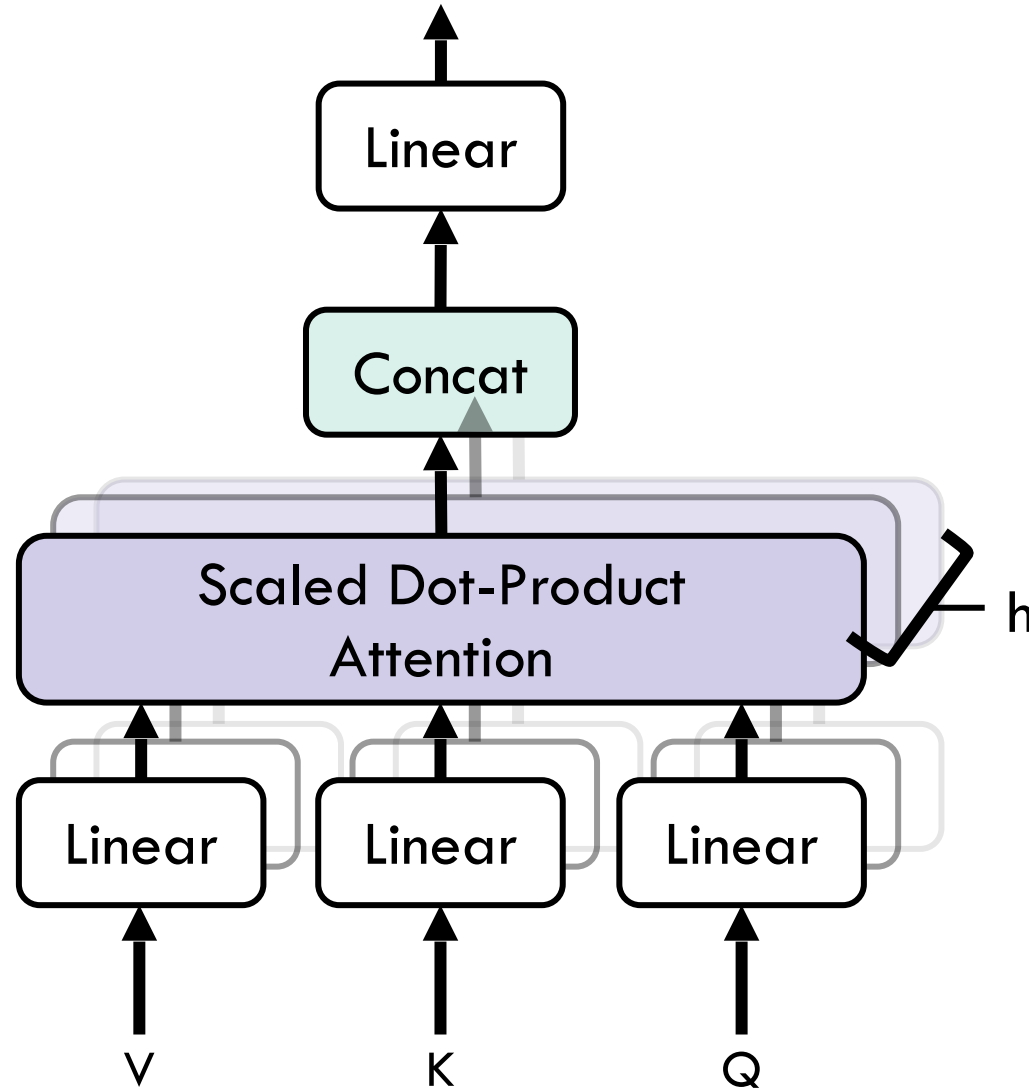 Linear
Concat
Scaled Dot-Product
Attention
h
Linear Linear Linear
V K Q